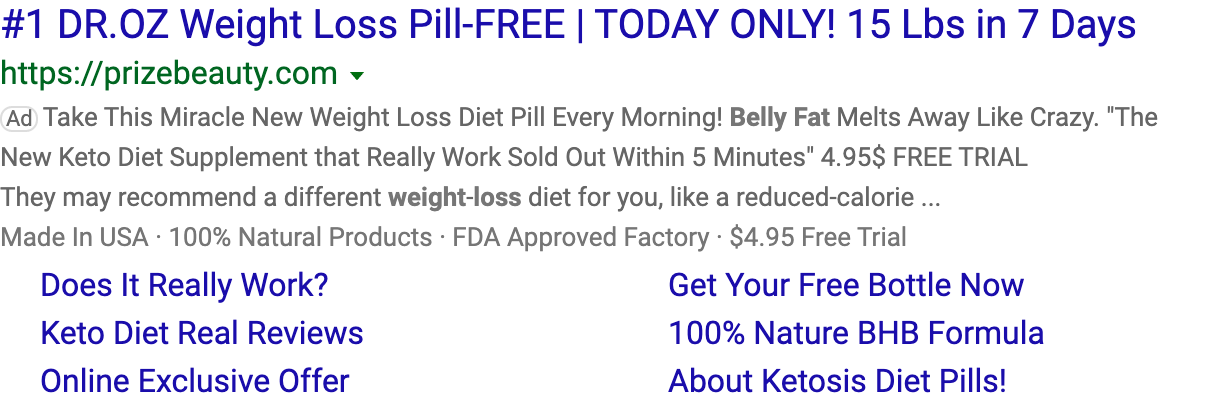 #1 DR.OZ Weight Loss Pill-FREE | TODAY ONLY! 15 Lbs in 7 Days
https://prizebeauty.com
Ad Take This Miracle New Weight Loss Diet Pill Every Morning! Belly Fat Melts Away Like Crazy. "The
New Keto Diet Supplement that Really Work Sold Out Within 5 Minutes" 4.95$ FREE TRIAL
They may recommend a different weight-loss diet for you, like a reduced-calorie ...
Made In USA · 100% Natural Products · FDA Approved Factory · $4.95 Free Trial
Does It Really Work?
Get Your Free Bottle Now
Keto Diet Real Reviews
100% Nature BHB Formula
Online Exclusive Offer
About Ketosis Diet Pills!